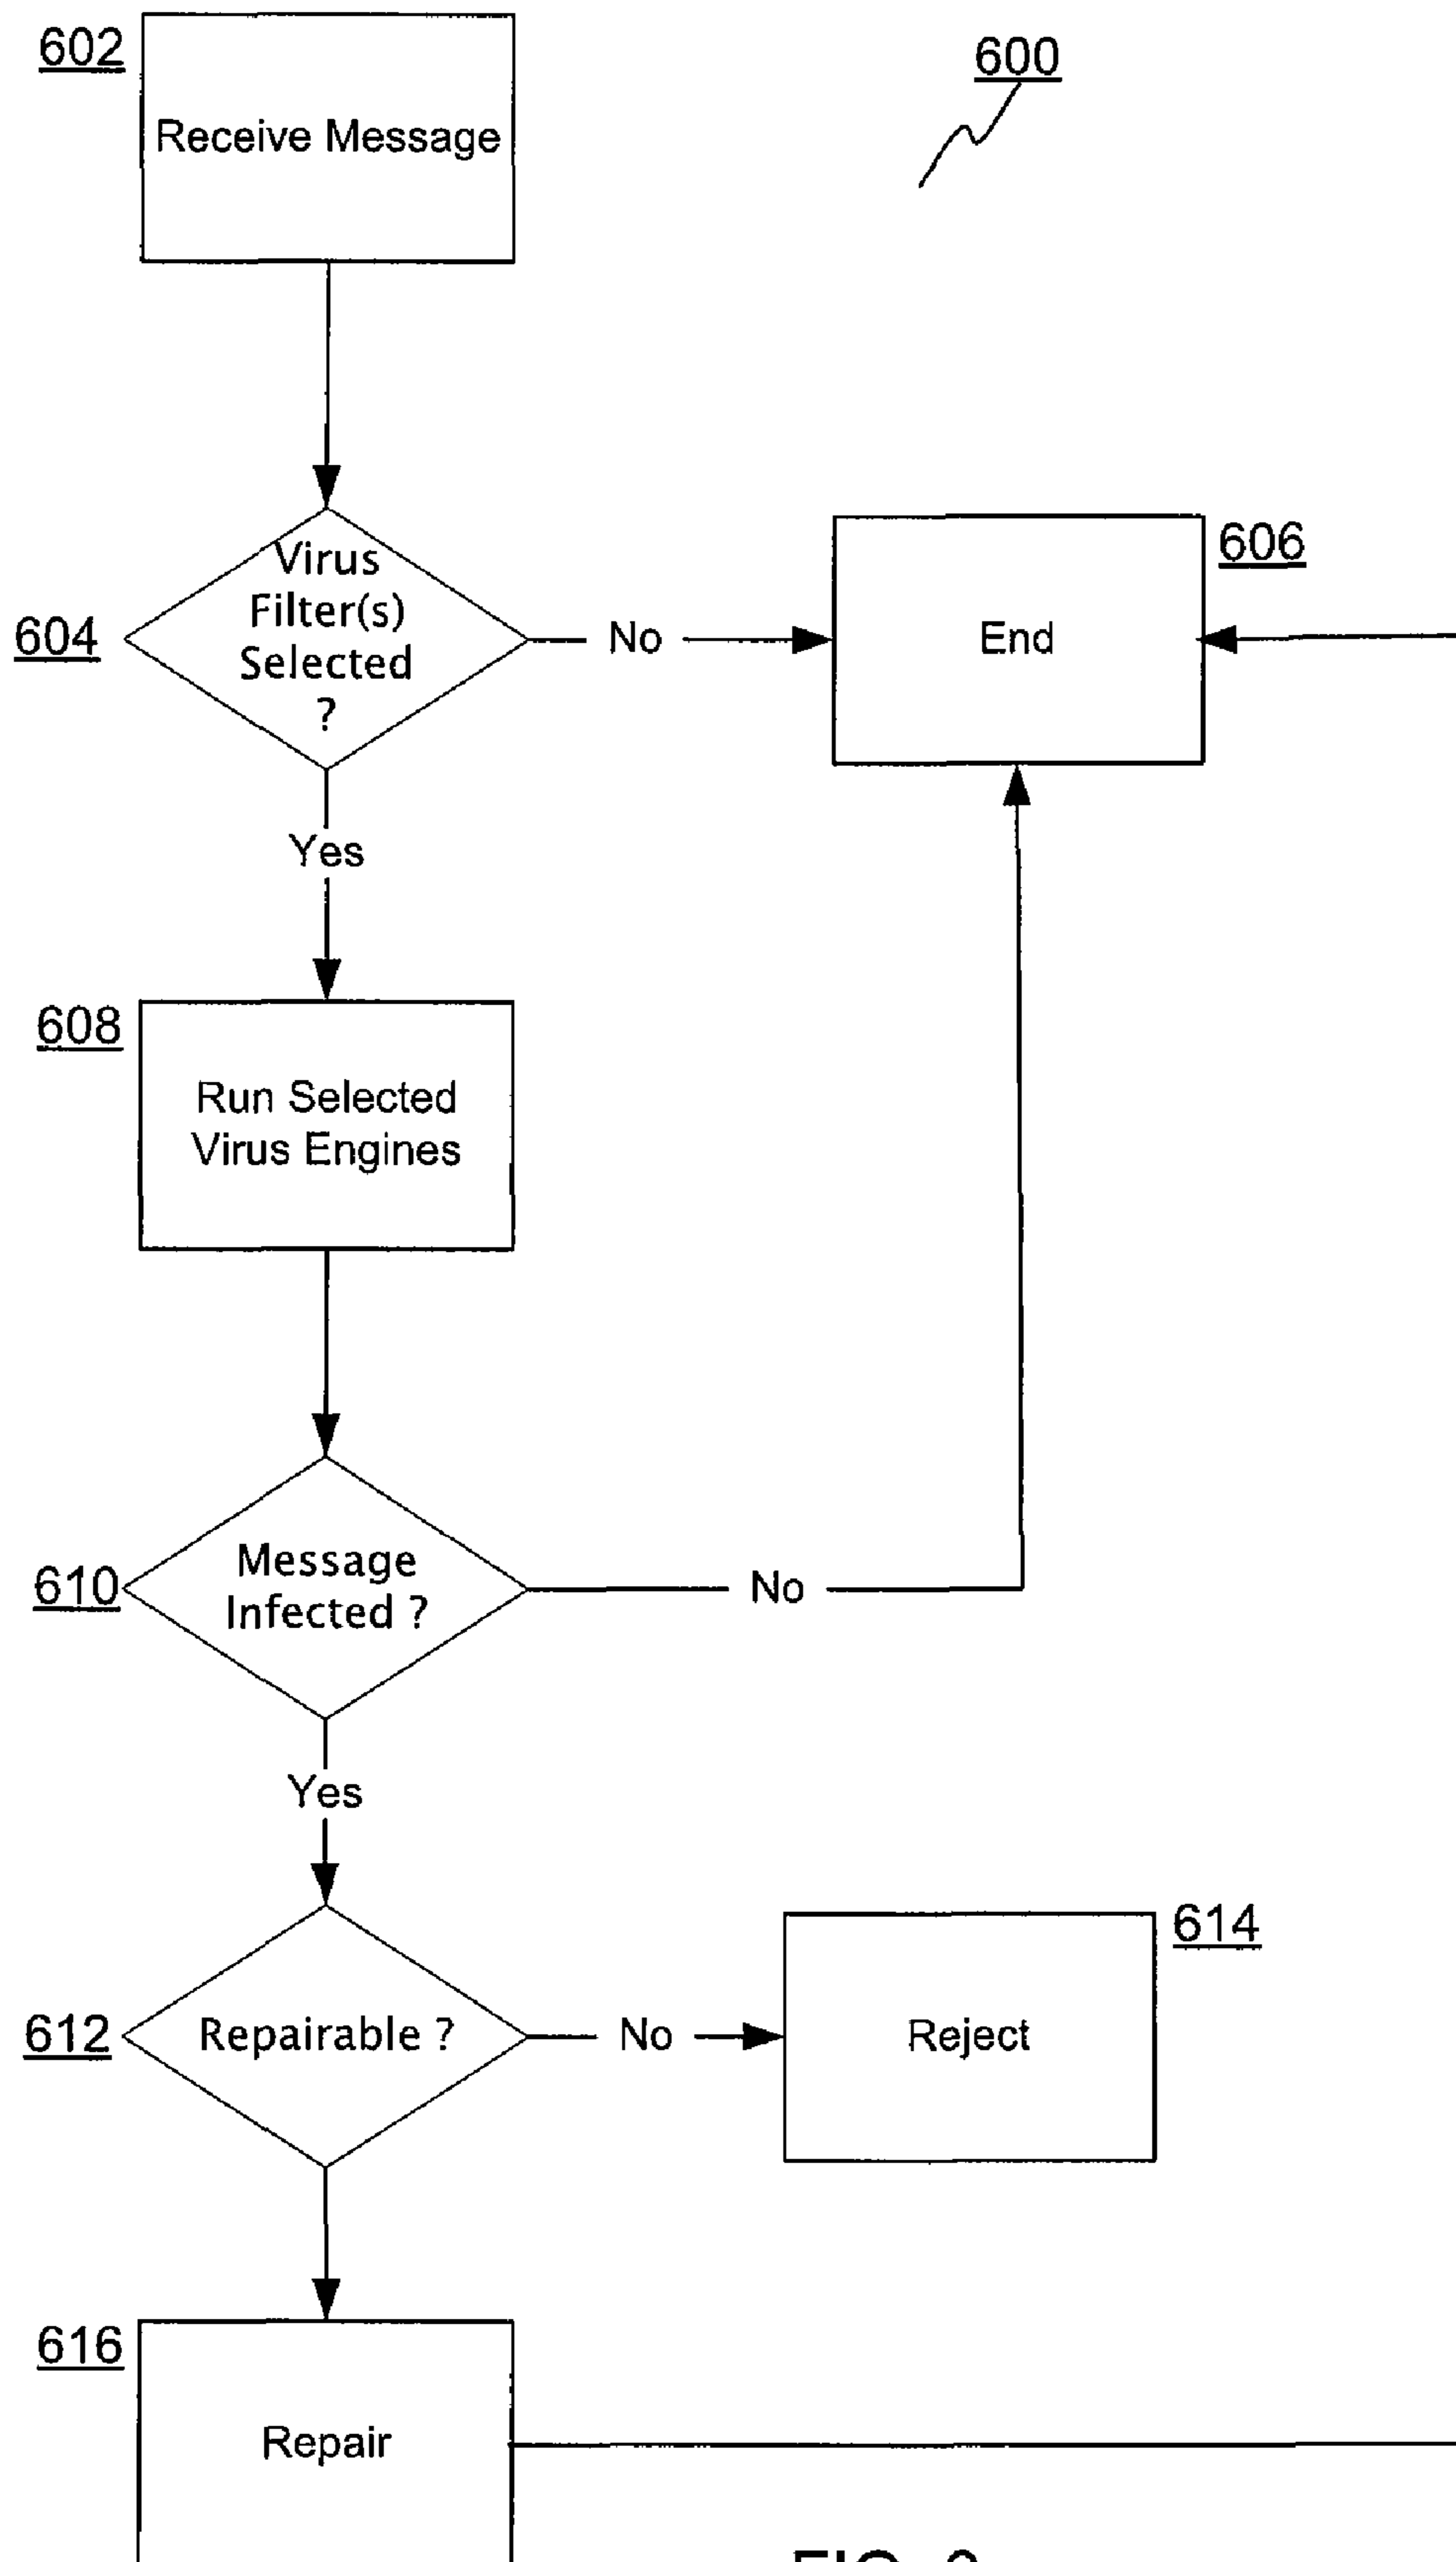 602
Receive Message
600
Virus
Filter(s)
Selected
?
604
No
End
606
Yes
608
Run Selected
Virus Engines
610
Message
Infected ?
No
Yes
614
612
Repairable ?
No
Reject
616
Repair